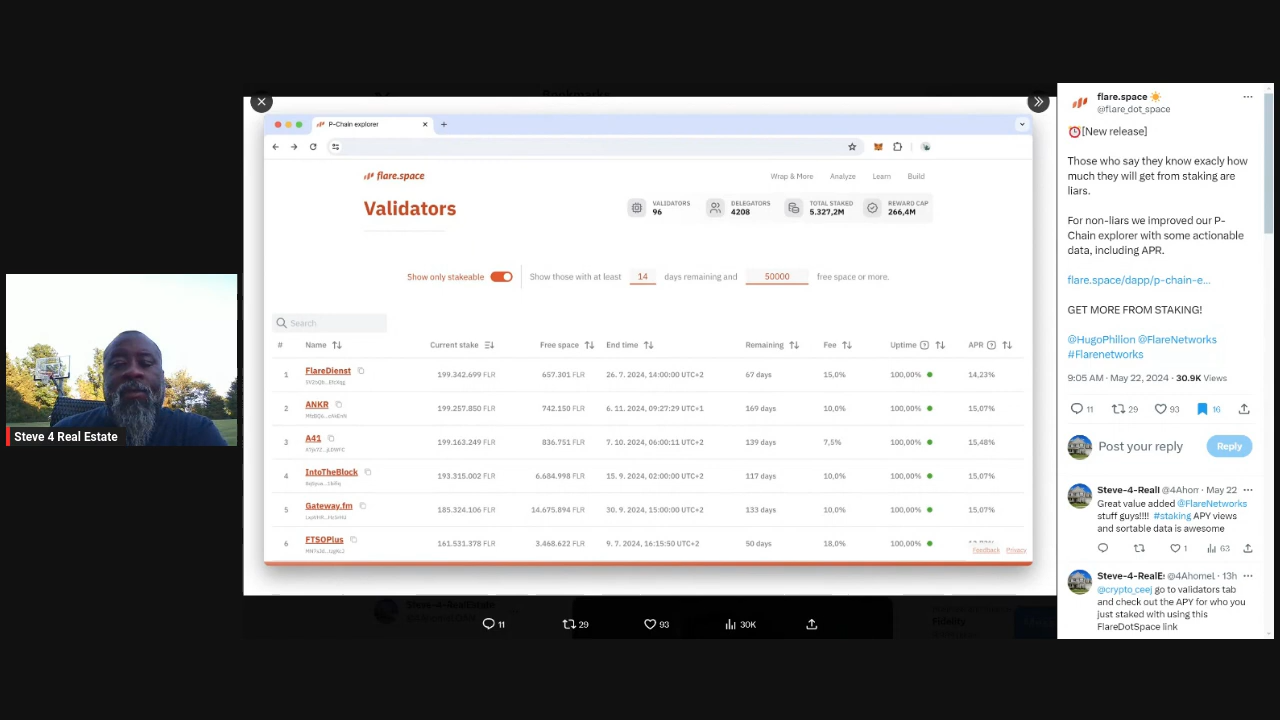 P-Chain explorer
flare.space
Wrap & More Analyze Learn Build
Validators
VALIDATORS
96
DELEGATORS
4208
TOTAL STAKED
5.327,2M
REWARD CAP
266,4M
Show only stakeable
Show those with at least 14 days remaining and 50000 free space or more.
Search
# Name Current stake Free space End time Remaining Fee Uptime APR
1 FlareDienst 199.342.699 FLR 657.301 FLR 26. 7. 2024, 14:00:00 UTC+2 67 days 15,0% 100,00% 14,23%
2 ANKR 199.257.850 FLR 742.150 FLR 6. 11. 2024, 09:27:29 UTC+1 169 days 10,0% 100,00% 15,07%
3 A41 199.163.249 FLR 836.751 FLR 7. 10. 2024, 06:00:11 UTC+2 139 days 7,5% 100,00% 15,48%
4 IntoTheBlock 193.315.002 FLR 6.684.998 FLR 15. 9. 2024, 02:00:00 UTC+2 117 days 10,0% 100,00% 15,07%
5 Gateway.fm 185.324.106 FLR 14.675.894 FLR 30. 9. 2024, 15:00:00 UTC+2 133 days 10,0% 100,00% 15,07%
6 FTSOPlus 161.531.378 FLR 3.468.622 FLR 9. 7. 2024, 16:15:50 UTC+2 50 days 18,0% 100,00%
Feedback Privacy
11 29 93 30K
Steve 4 Real Estate
flare.space
@flare_dot_space
[New release]
Those who say they know exacly how
much they will get from staking are
liars.
For non-liars we improved our P-
Chain explorer with some actionable
data, including APR.
flare.space/dapp/p-chain-e...
GET MORE FROM STAKING!
@HugoPhilion @FlareNetworks
#Flarenetworks
9:05 AM · May 22, 2024 · 30.9K Views
11 29 93 16
Post your reply Reply
Steve-4-RealI @4Ahorr · May 22
Great value added @FlareNetworks
stuff guys!!!! #staking APY views
and sortable data is awesome
1 63
Steve-4-RealE: @4Ahomel · 13h
@crypto_ceej go to validators tab
and check out the APY for who you
just staked with using this
FlareDotSpace link